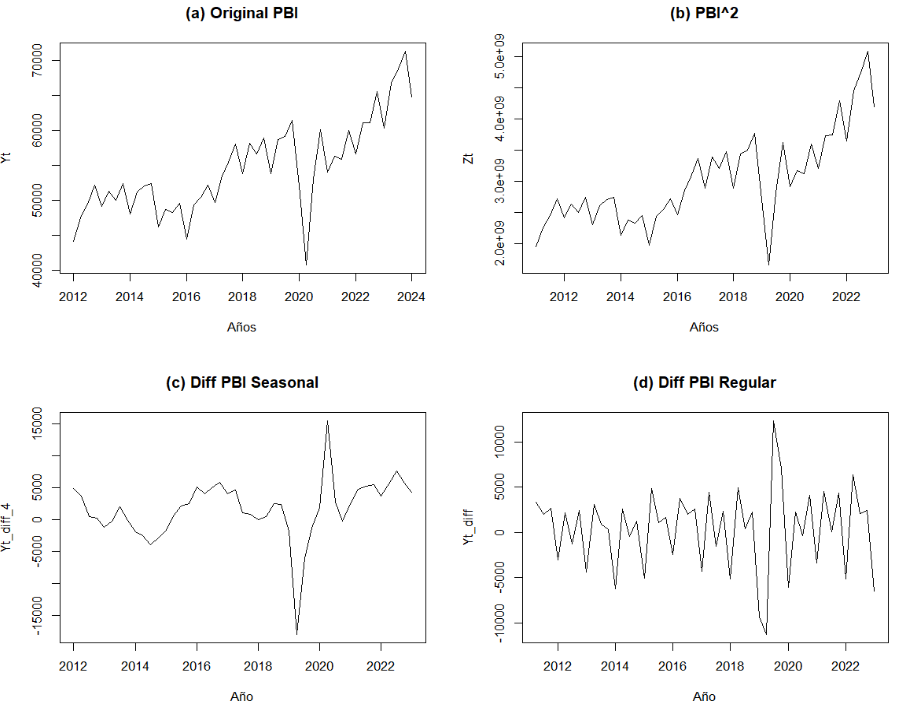 (a) Original PBI
Yt
40000 50000 60000 70000
2012 2014 2016 2018 2020 2022 2024
Años
(b) PBI^2
Zt
2.0e+09 3.0e+09 4.0e+09 5.0e+09
2012 2014 2016 2018 2020 2022
Años
(c) Diff PBI Seasonal
Yt_diff_4
-15000 -5000 0 5000 15000
2012 2014 2016 2018 2020 2022
Año
(d) Diff PBI Regular
Yt_diff
-10000 -5000 0 5000 10000
2012 2014 2016 2018 2020 2022
Año